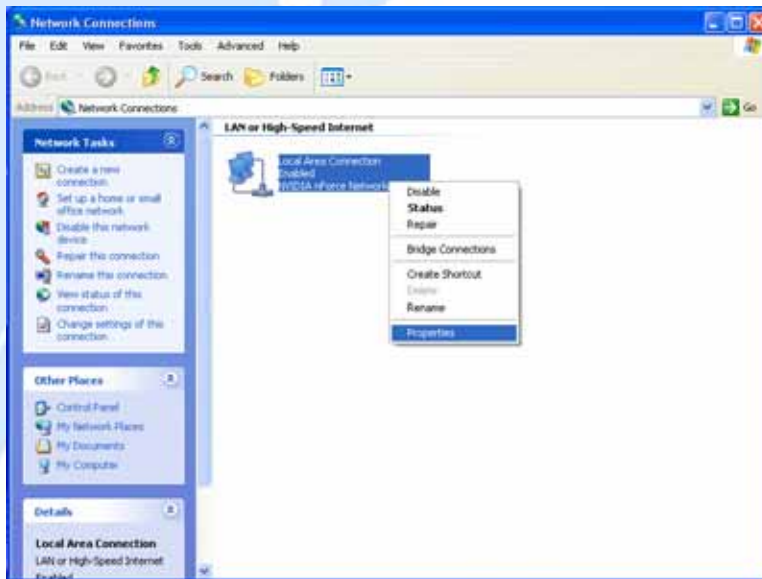 Network Connections
File Edit View Favorites Tools Advanced Help
Back Search Folders
Address Network Connections Go
Network Tasks
Create a new
connection
Set up a home or small
office network
Disable this network
device
Repair this connection
Rename this connection
View status of this
connection
Change settings of this
connection
Other Places
Control Panel
My Network Places
My Documents
My Computer
Details
Local Area Connection
LAN or High-Speed Internet
Enabled
LAN or High-Speed Internet
Local Area Connection
Enabled
NVIDIA nForce Network
Disable
Status
Repair
Bridge Connections
Create Shortcut
Delete
Rename
Properties